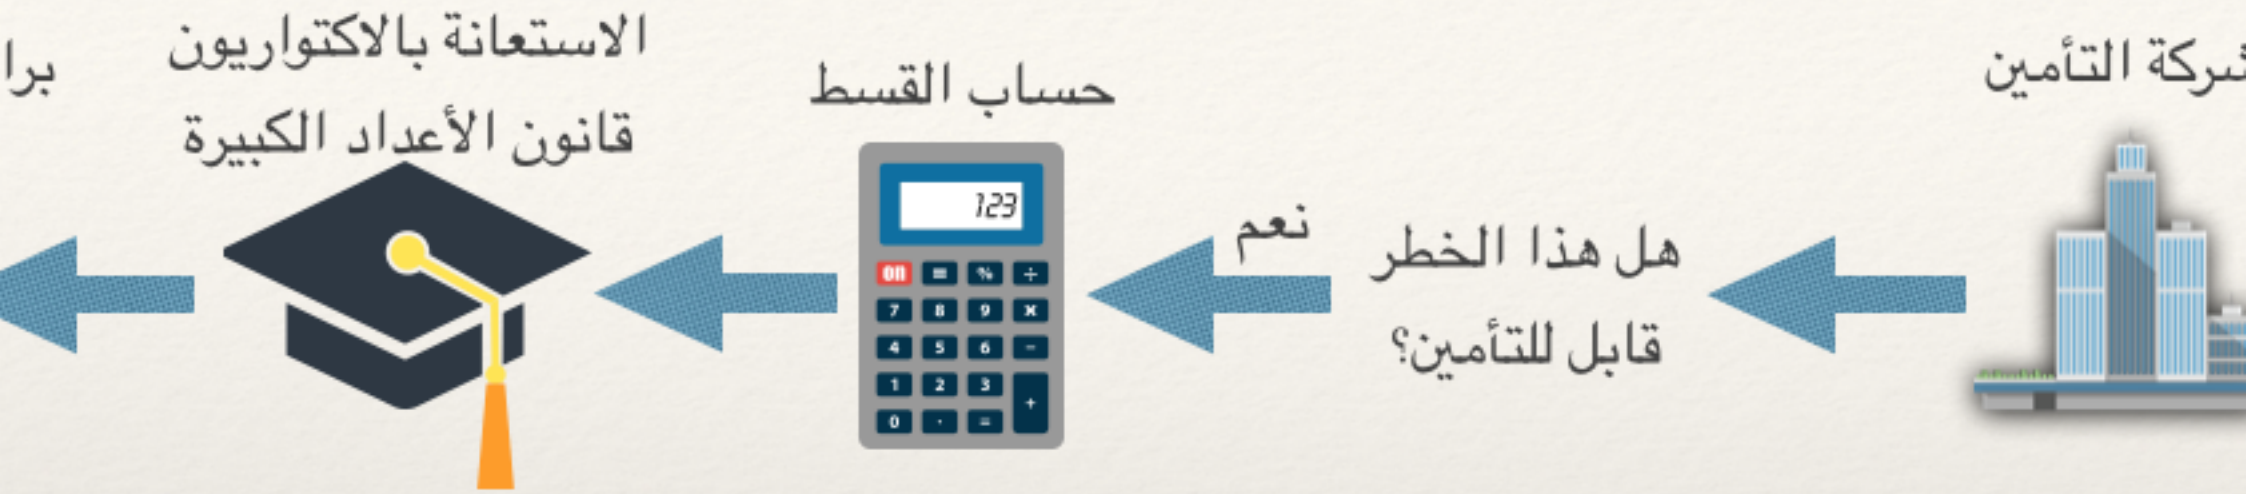 شركة التأمين
هل هذا الخطر
قابل للتأمين؟
نعم
حساب القسط
123
ON = % ÷
7 8 9 ×
4 5 6 -
1 2 3 +
0 . =
الاستعانة بالاكتواريون
قانون الأعداد الكبيرة